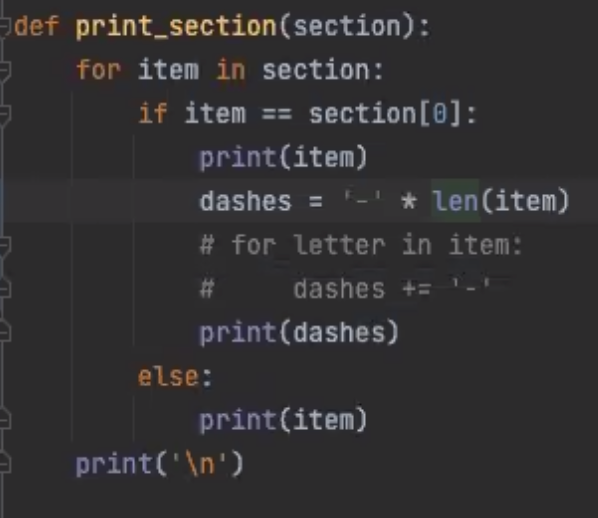 def print_section(section):
    for item in section:
        if item == section[0]:
            print(item)
            dashes = '-' * len(item)
            # for letter in item:
            #     dashes += '-'
            print(dashes)
        else:
            print(item)
    print('\n')